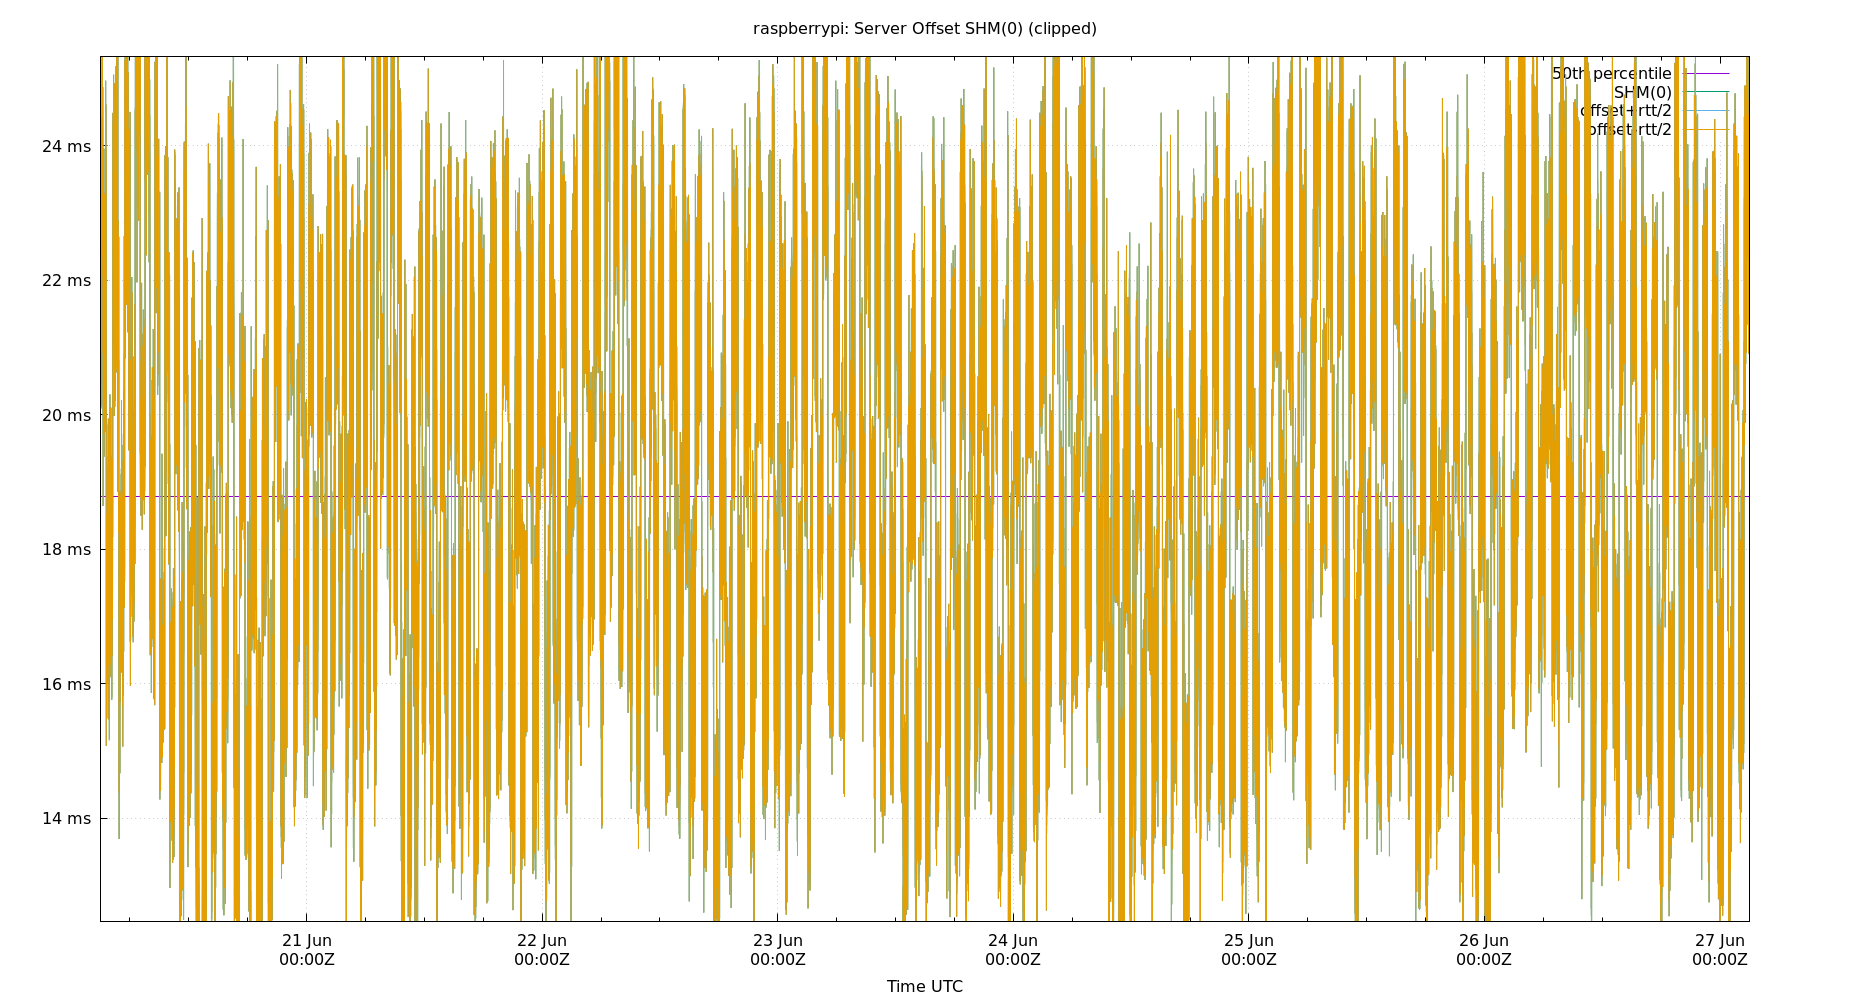 raspberrypi: Server Offset SHM(0) (clipped)
50th percentile
SHM(0)
offset+rtt/2
offset-rtt/2
24 ms
22 ms
20 ms
18 ms
16 ms
14 ms
21 Jun 22 Jun 23 Jun 24 Jun 25 Jun 26 Jun 27 Jun
00:00Z 00:00Z 00:00Z 00:00Z 00:00Z 00:00Z 00:00Z
Time UTC